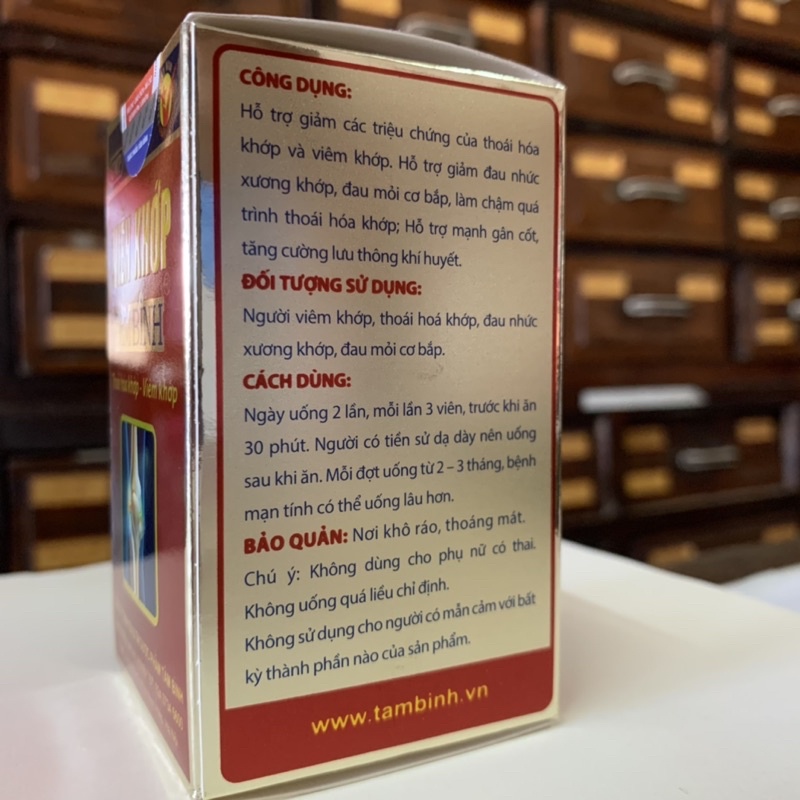 CÔNG DỤNG:
Hỗ trợ giảm các triệu chứng của thoái hóa
khớp và viêm khớp. Hỗ trợ giảm đau nhức
xương khớp, đau mỏi cơ bắp, làm chậm quá
trình thoái hóa khớp; Hỗ trợ mạnh gân cốt,
tăng cường lưu thông khí huyết.
ĐỐI TƯỢNG SỬ DỤNG:
Người viêm khớp, thoái hoá khớp, đau nhức
xương khớp, đau mỏi cơ bắp.
CÁCH DÙNG:
Ngày uống 2 lần, mỗi lần 3 viên, trước khi ăn
30 phút. Người có tiền sử dạ dày nên uống
sau khi ăn. Mỗi đợt uống từ 2 – 3 tháng, bệnh
mạn tính có thể uống lâu hơn.
BẢO QUẢN: Nơi khô ráo, thoáng mát.
Chú ý: Không dùng cho phụ nữ có thai.
Không uống quá liều chỉ định.
Không sử dụng cho người có mẫn cảm với bất
kỳ thành phần nào của sản phẩm.
www.tambinh.vn
KHỚP
BÌNH
khớp - Viêm khớp